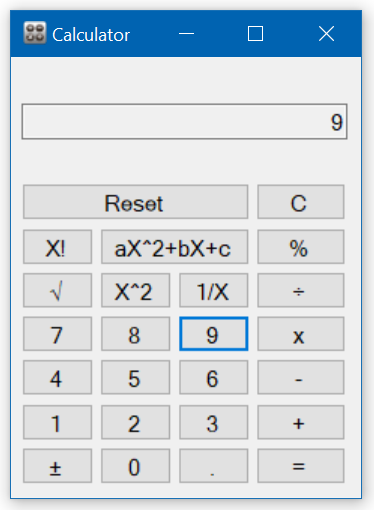 Calculator
9
Reset C
X! aX^2+bX+c %
√ X^2 1/X ÷
7 8 9 x
4 5 6 -
1 2 3 +
± 0 . =